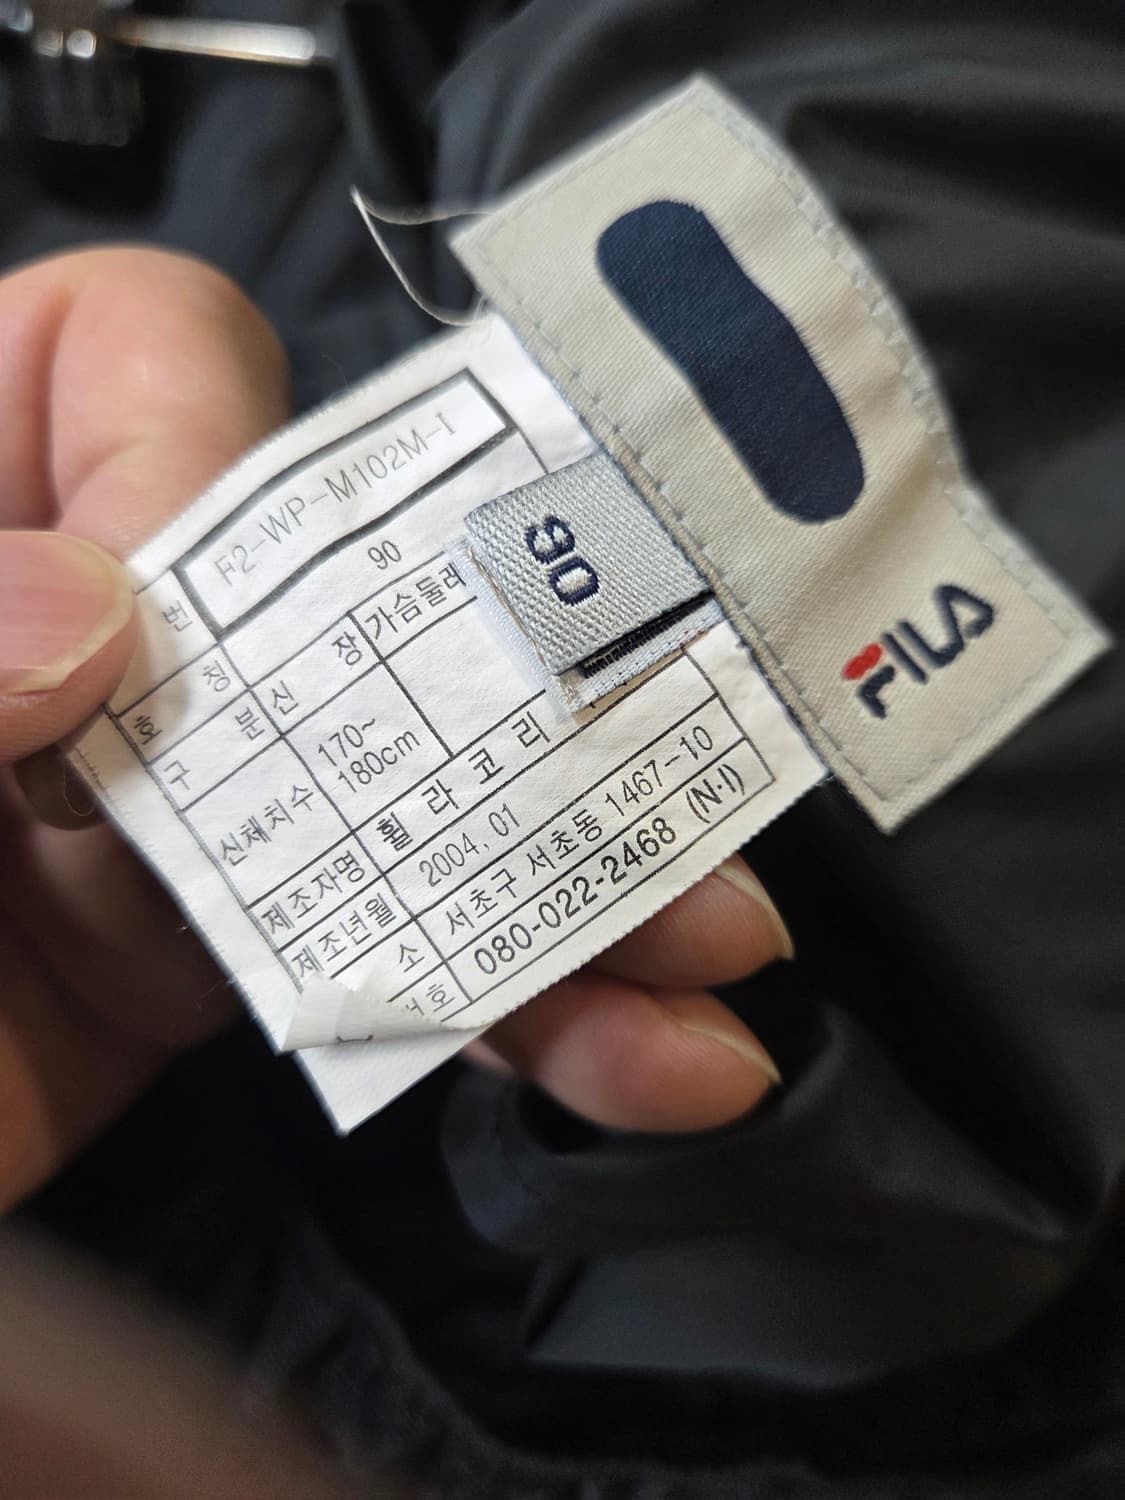 FILA
90
번 F2-WP-M102M-I
호 칭 90
구 분 신 장 가슴둘레
신체치수 170~
180cm
제조자명 휠 라 코 리
제조년월 2004. 01
소 서초구 서초동 1467-10
호 080-022-2468 (N·I)